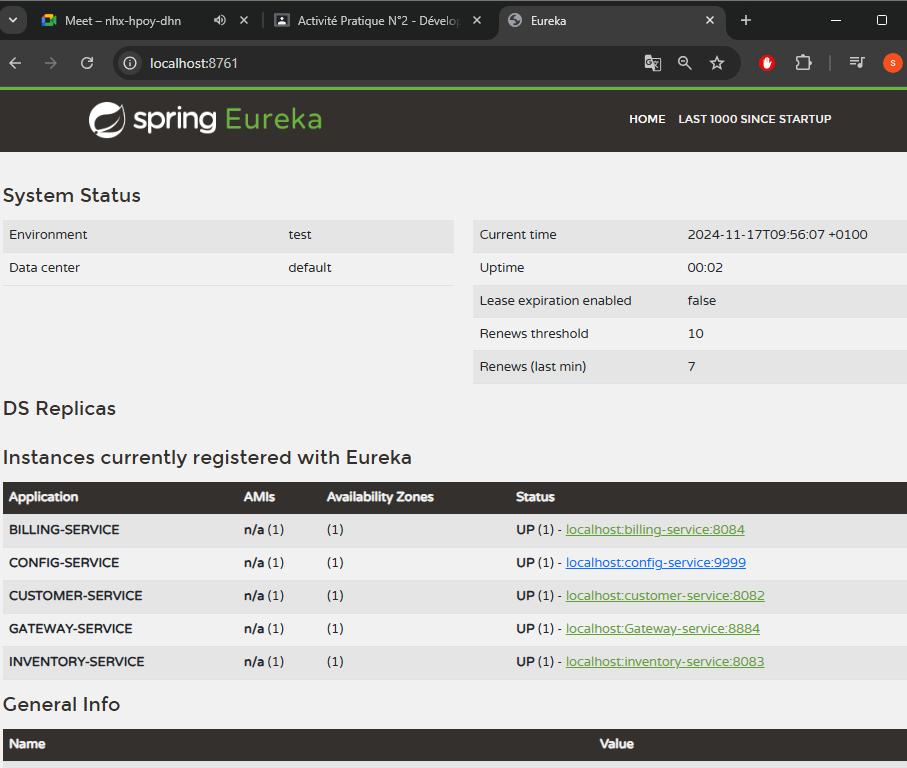 Meet – nhx-hpoy-dhn
Activité Pratique N°2 - Dévelo
Eureka
localhost:8761
S
spring Eureka
HOME LAST 1000 SINCE STARTUP
System Status
Environment test
Data center default
Current time 2024-11-17T09:56:07 +0100
Uptime 00:02
Lease expiration enabled false
Renews threshold 10
Renews (last min) 7
DS Replicas
Instances currently registered with Eureka
Application AMIs Availability Zones Status
BILLING-SERVICE n/a (1) (1) UP (1) - localhost:billing-service:8084
CONFIG-SERVICE n/a (1) (1) UP (1) - localhost:config-service:9999
CUSTOMER-SERVICE n/a (1) (1) UP (1) - localhost:customer-service:8082
GATEWAY-SERVICE n/a (1) (1) UP (1) - localhost:Gateway-service:8884
INVENTORY-SERVICE n/a (1) (1) UP (1) - localhost:inventory-service:8083
General Info
Name Value